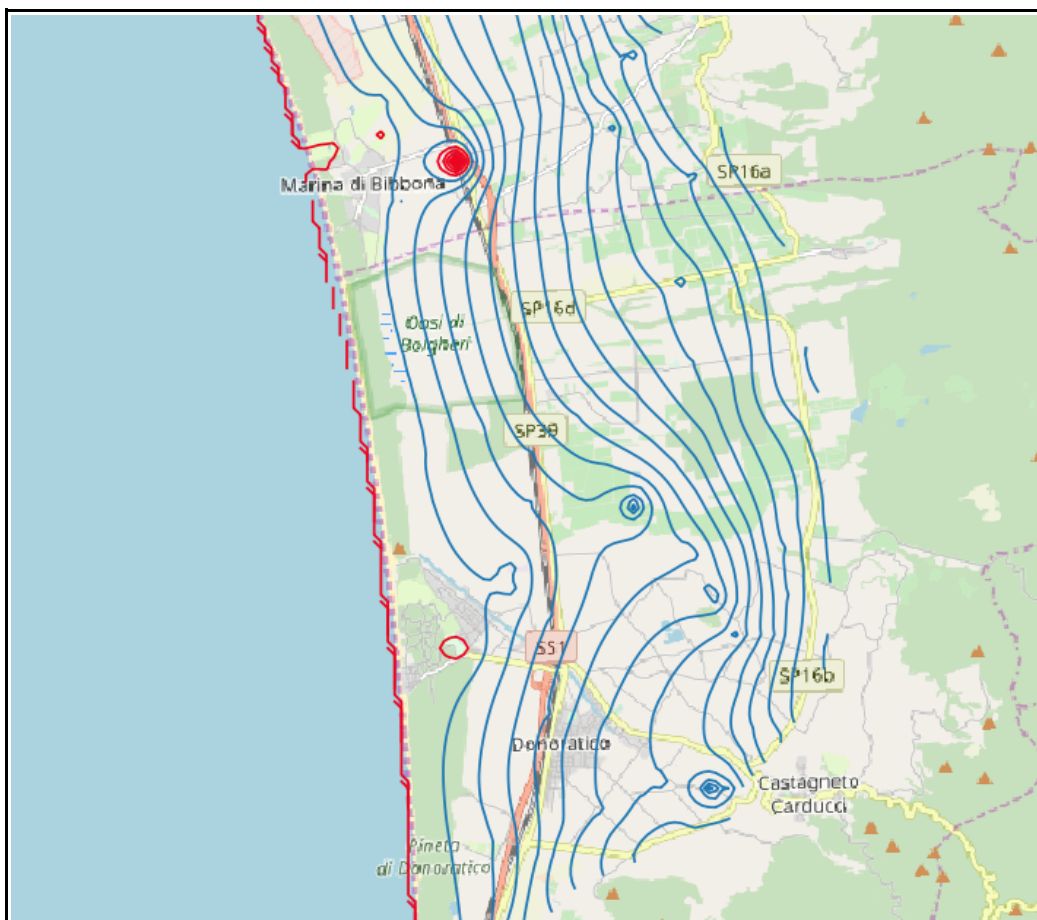 SP16a
Marina di Bibbona
SP16d
Oasi di
Bolgheri
SP39
SS1
SP16b
Donoratico
Castagneto
Carducci
Pineta
di Donoratico